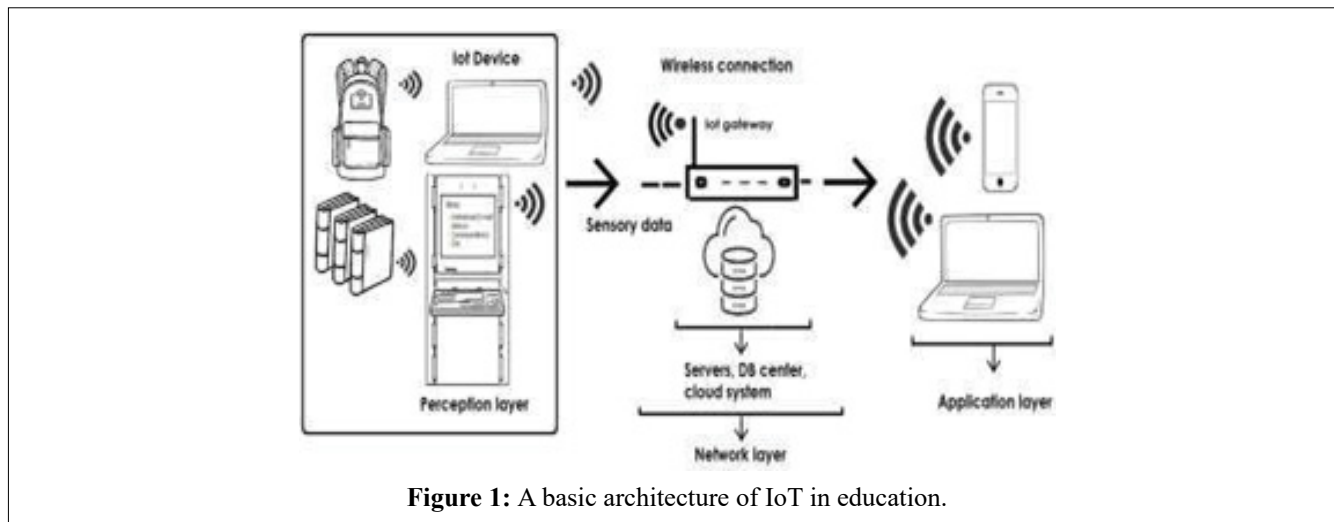 Iot Device
Wireless connection
Iot gateway
Sensory data
Servers, DB center,
cloud system
Perception layer
Application layer
Network layer
Figure 1: A basic architecture of IoT in education.